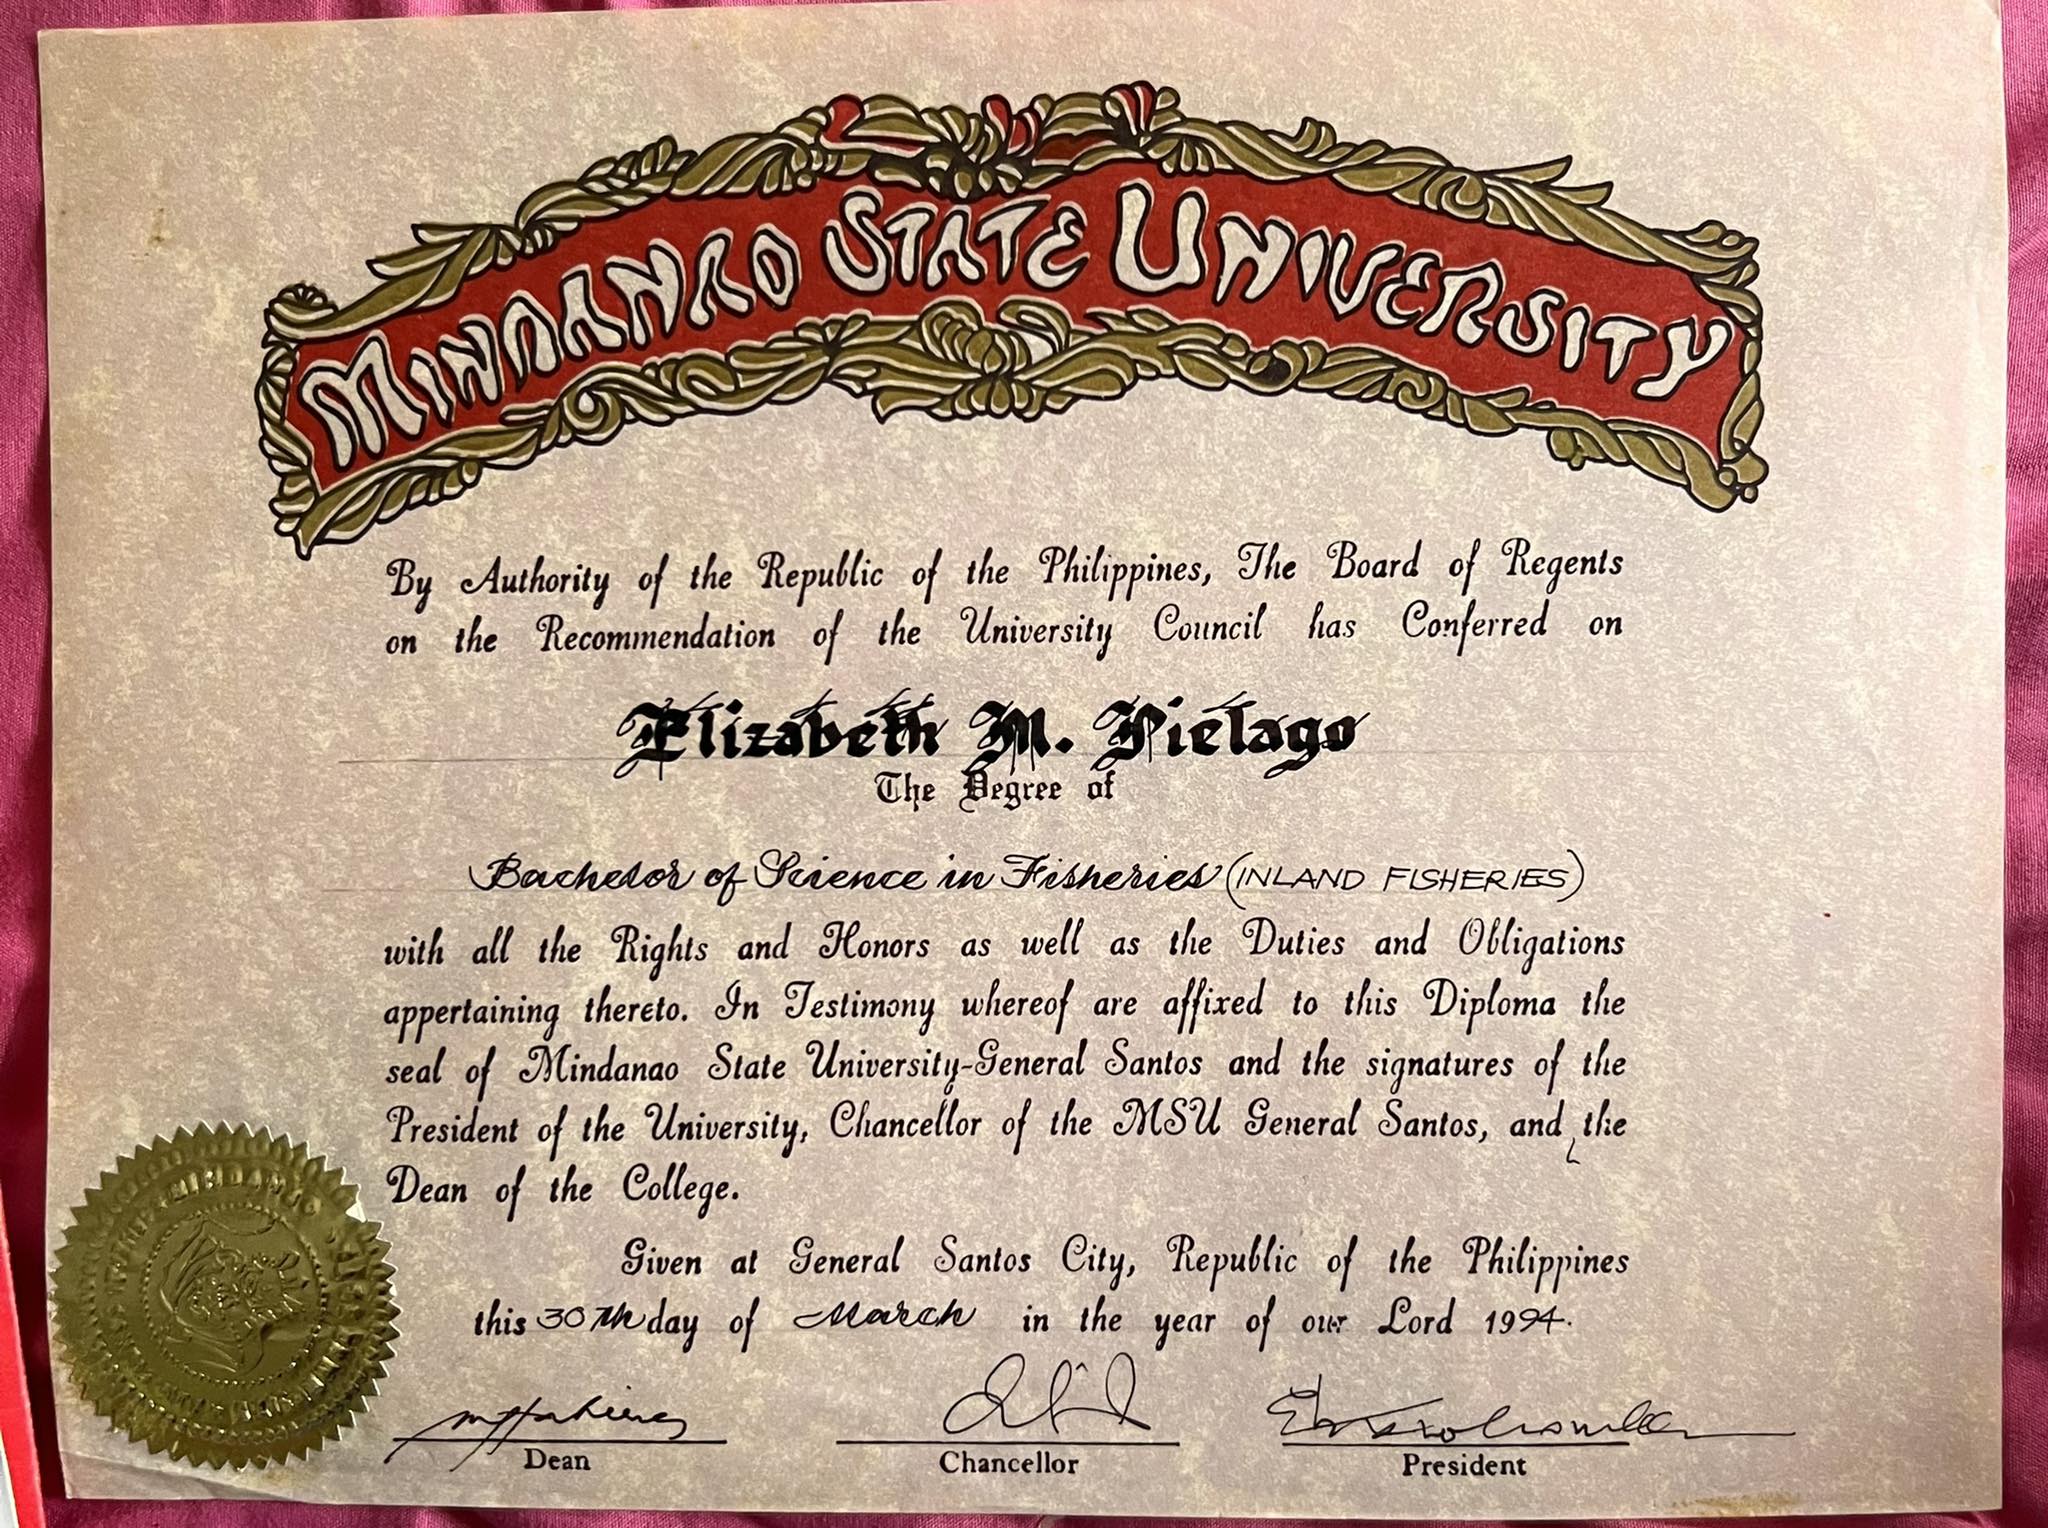 MINDANAO STATE UNIVERSITY
By Authority of the Republic of the Philippines, The Board of Regents
on the Recommendation of the University Council has Conferred on
Elizabeth M. Pielago
The Degree of
Bachelor of Science in Fisheries (INLAND FISHERIES)
with all the Rights and Honors as well as the Duties and Obligations
appertaining thereto. In Testimony whereof are affixed to this Diploma the
seal of Mindanao State University-General Santos and the signatures of the
President of the University, Chancellor of the MSU General Santos, and the
Dean of the College.
Given at General Santos City, Republic of the Philippines
this 30th day of March in the year of our Lord 1994.
Dean
Chancellor
President